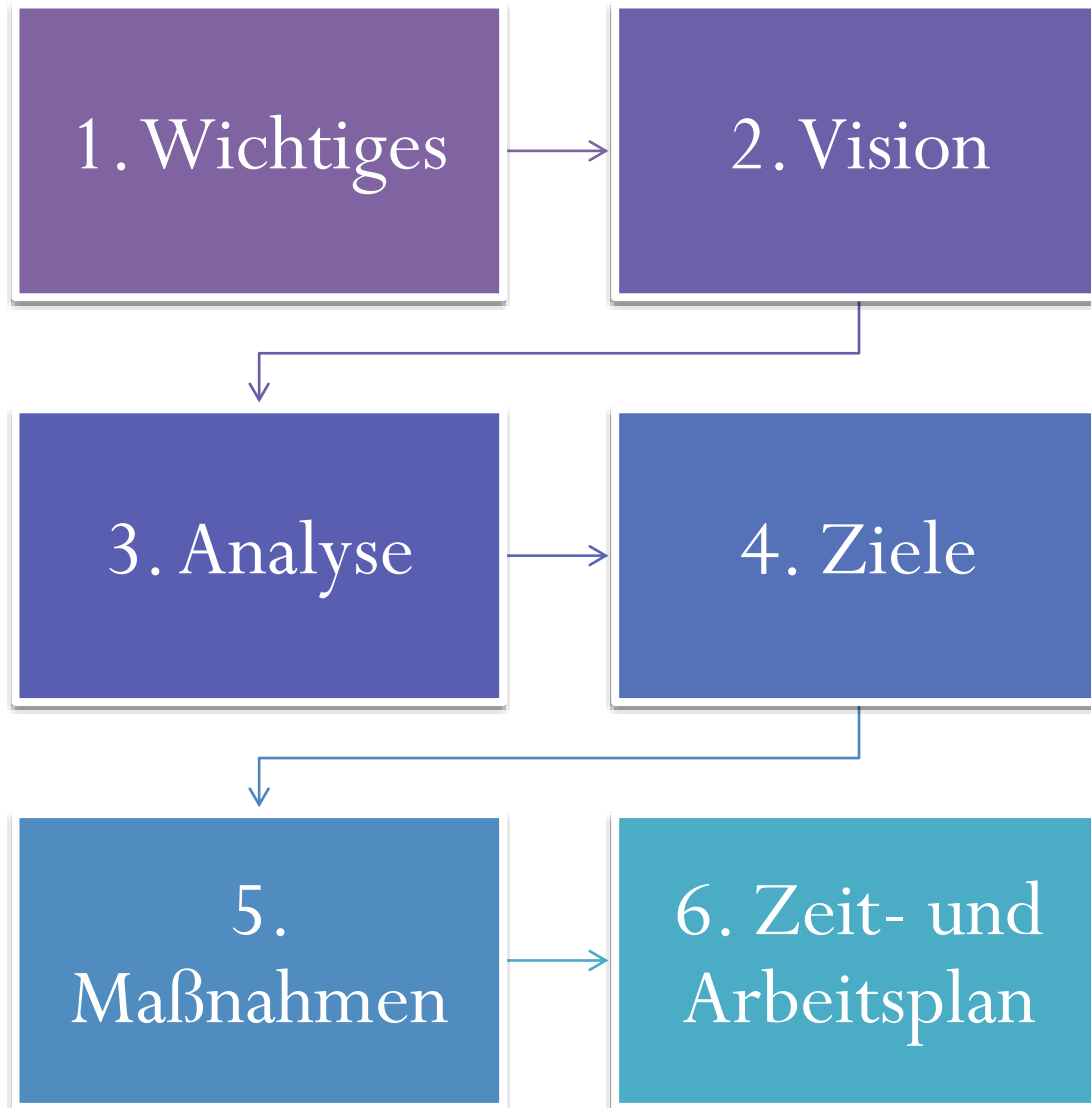 1. Wichtiges
2. Vision
3. Analyse
4. Ziele
5.
Maßnahmen
6. Zeit- und
Arbeitsplan